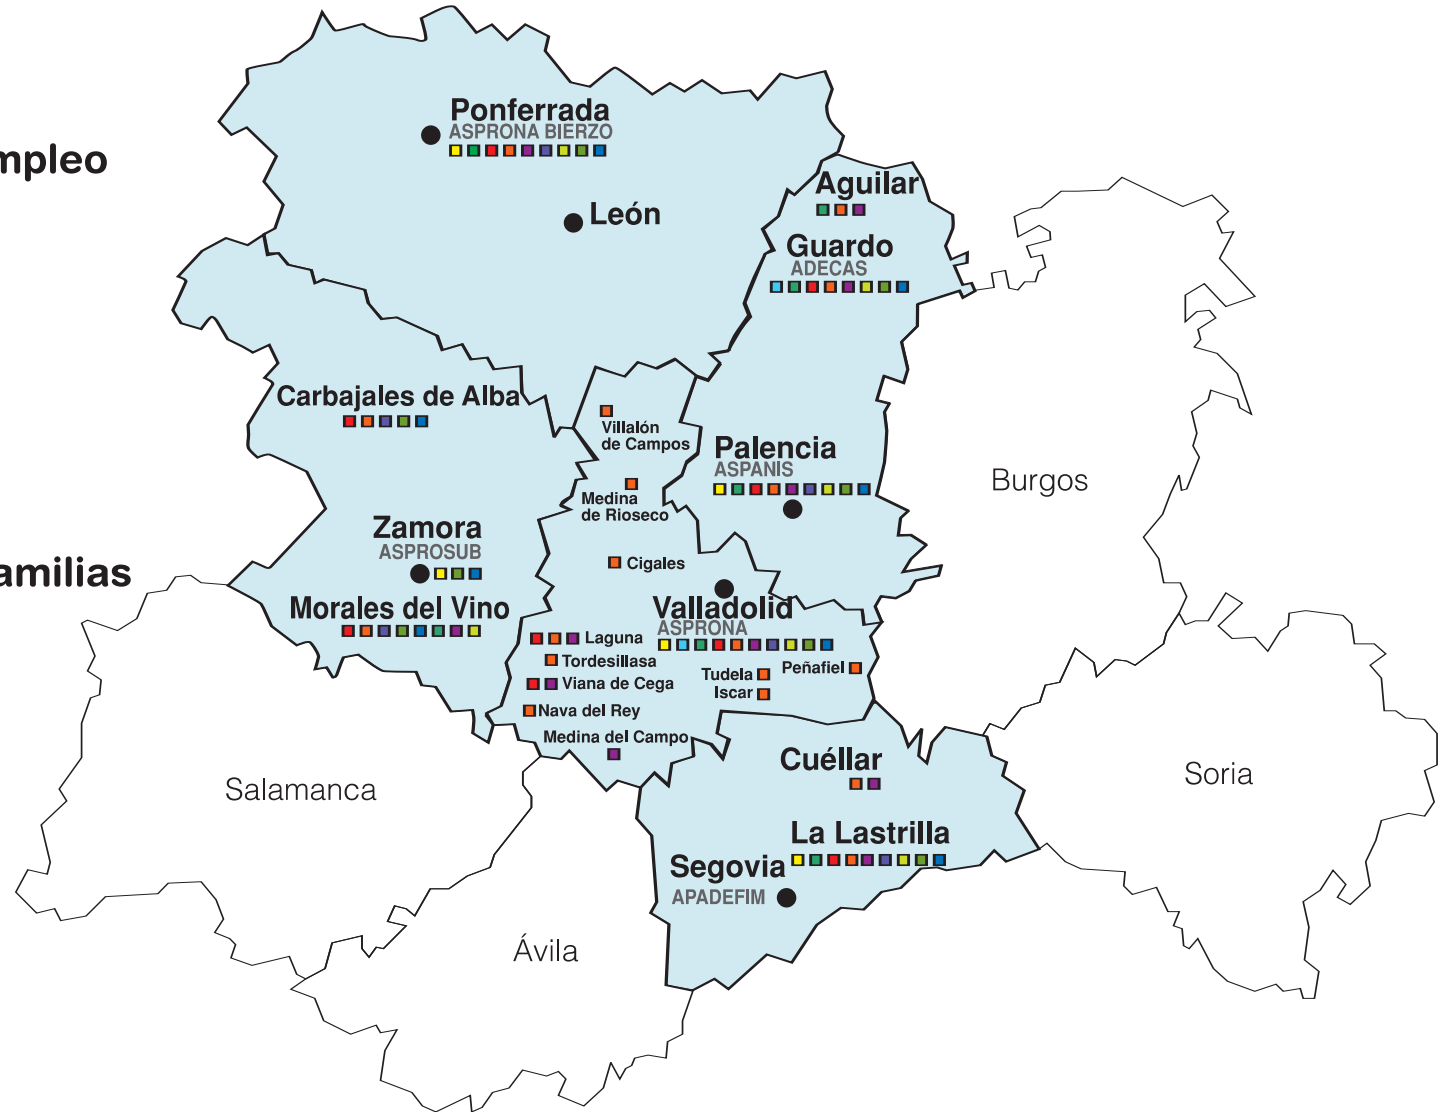 Ponferrada
ASPRONA BIERZO
mpleo
León
Aguilar
Guardo
ADECAS
Carbajales de Alba
Villalón
de Campos
Palencia
ASPANIS
Burgos
Medina
de Rioseco
Zamora
ASPROSUB
Cigales
amilias
Morales del Vino
Valladolid
ASPRONA
Laguna
Tordesillasa
Viana de Cega
Tudela
Peñafiel
Iscar
Nava del Rey
Medina del Campo
Cuéllar
Soria
Salamanca
La Lastrilla
Segovia
APADEFIM
Ávila